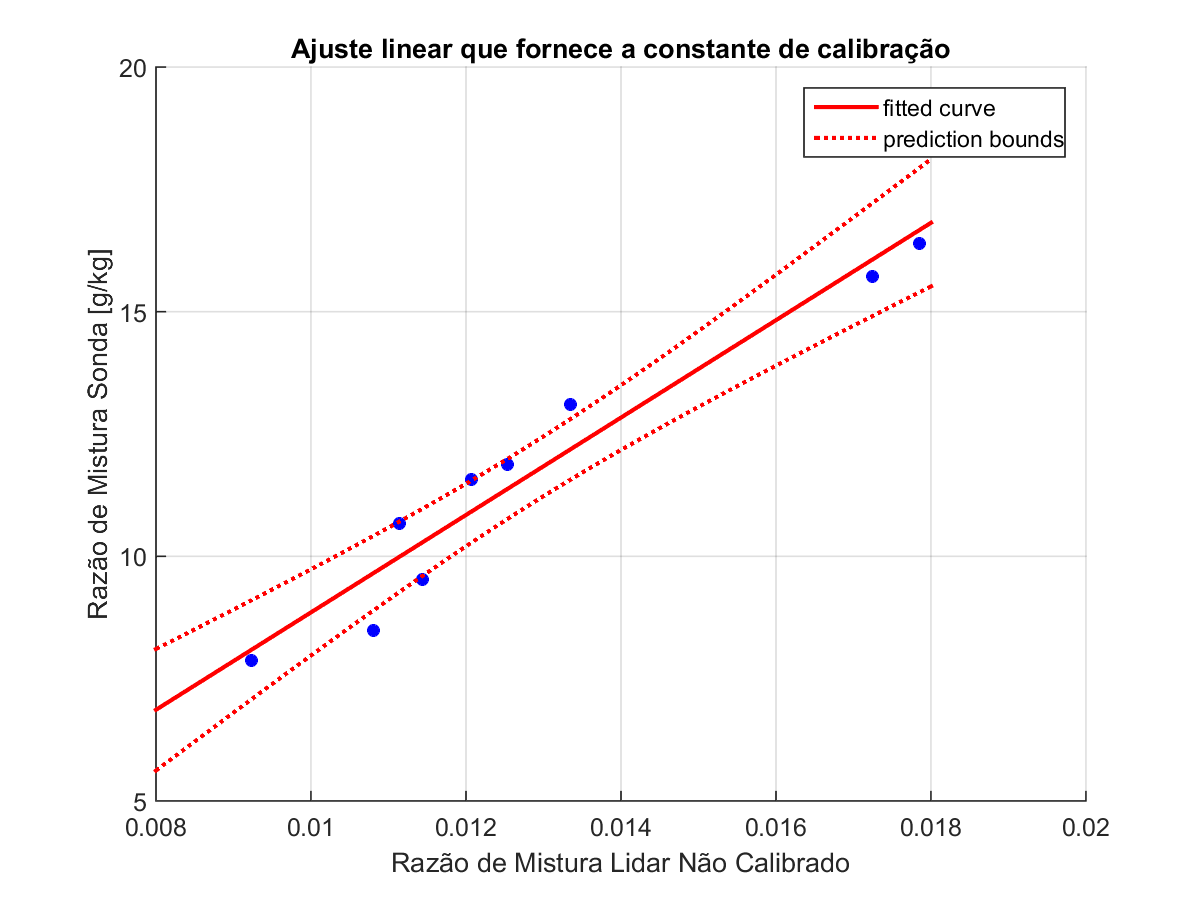 Ajuste linear que fornece a constante de calibração
fitted curve
prediction bounds
Razão de Mistura Sonda [g/kg]
20
15
10
5
0.008 0.01 0.012 0.014 0.016 0.018 0.02
Razão de Mistura Lidar Não Calibrado